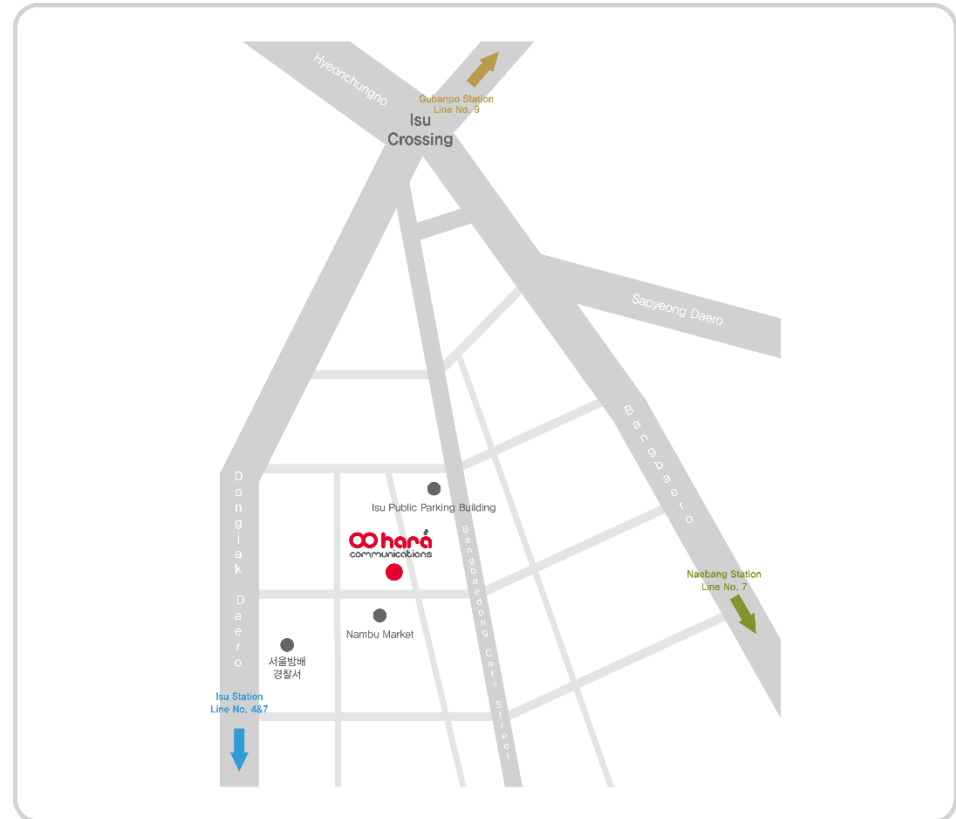 Hyeonchungno
Gubanpo Station
Line No. 9
Isu
Crossing
Sapyeong Daero
Bangbaero
Dongjak Daero
Isu Public Parking Building
hará
communications
Bangbaedong Cafe Street
Naebang Station
Line No. 7
Nambu Market
서울방배
경찰서
Isu Station
Line No. 4&7